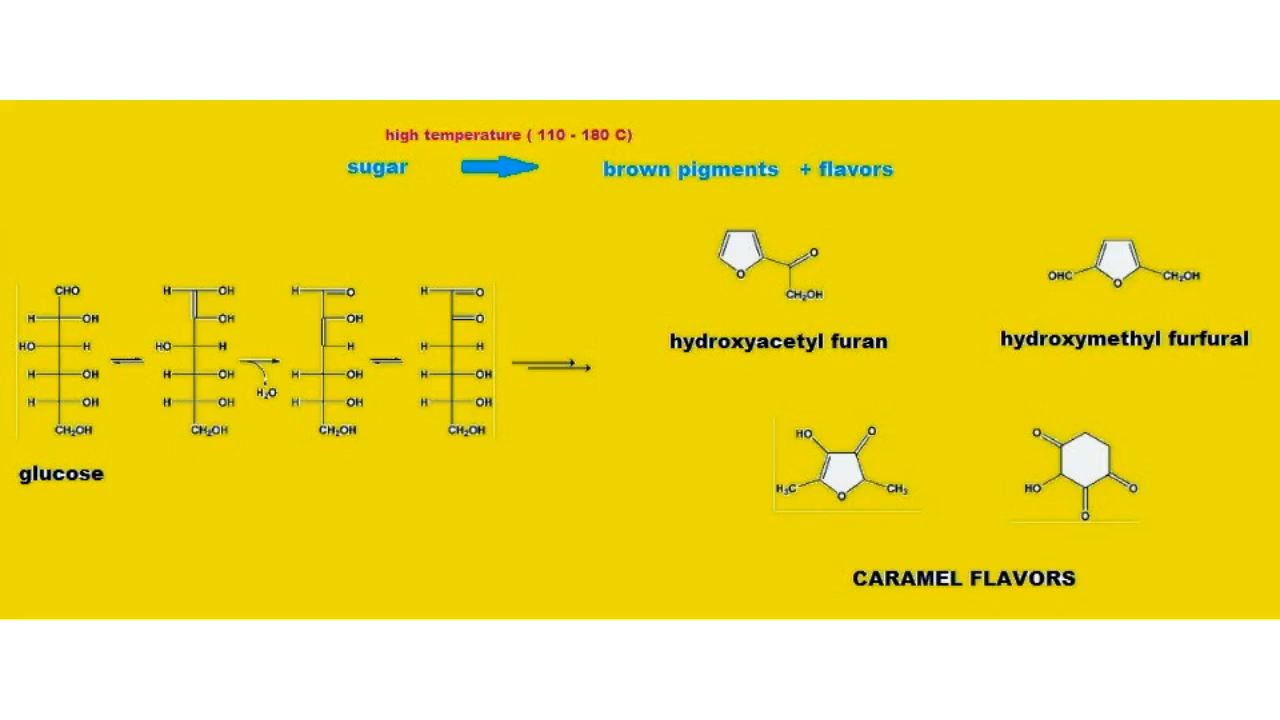 high temperature ( 110 - 180 C)
sugar
brown pigments + flavors
CHO
H OH
HO H
H OH
H OH
CH₂OH
glucose
H OH
OH
HO H
H OH
H OH
CH₂OH
H₂O
H O
OH
H
H OH
H OH
CH₂OH
H O
O
H H
H OH
H OH
CH₂OH
O
O
CH₂OH
hydroxyacetyl furan
OHC
O
CH₂OH
hydroxymethyl furfural
HO
O
H₃C
O
CH₃
O
HO
O
O
CARAMEL FLAVORS